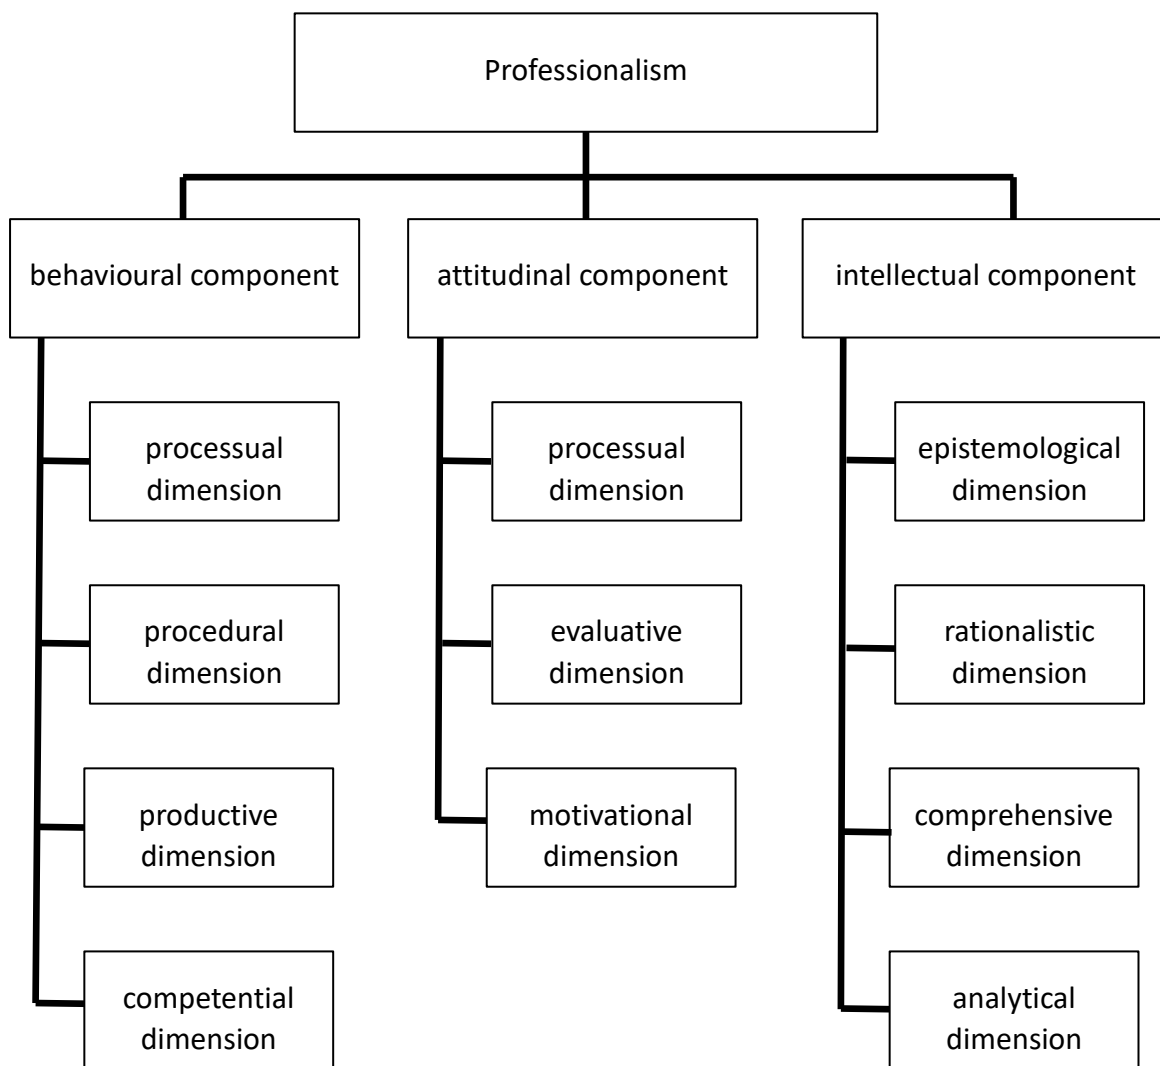 Professionalism
behavioural component
attitudinal component
intellectual component
processual
dimension
processual
dimension
epistemological
dimension
procedural
dimension
evaluative
dimension
rationalistic
dimension
productive
dimension
motivational
dimension
comprehensive
dimension
competential
dimension
analytical
dimension